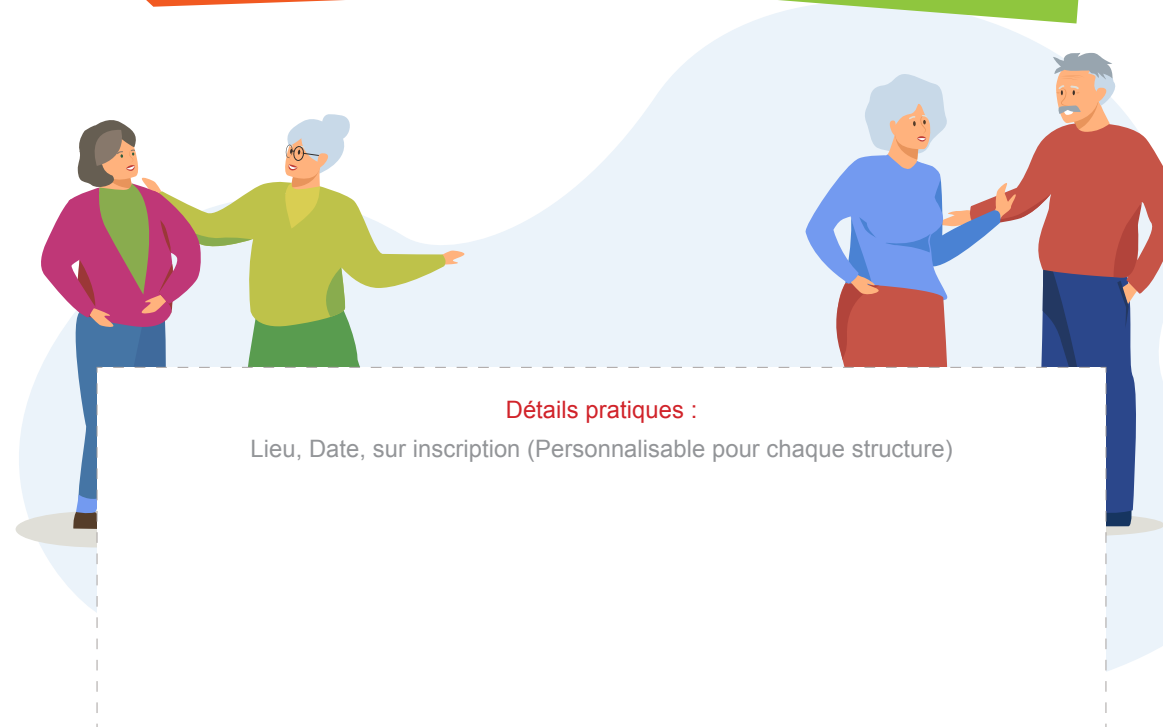 Détails pratiques :
Lieu, Date, sur inscription (Personnalisable pour chaque structure)